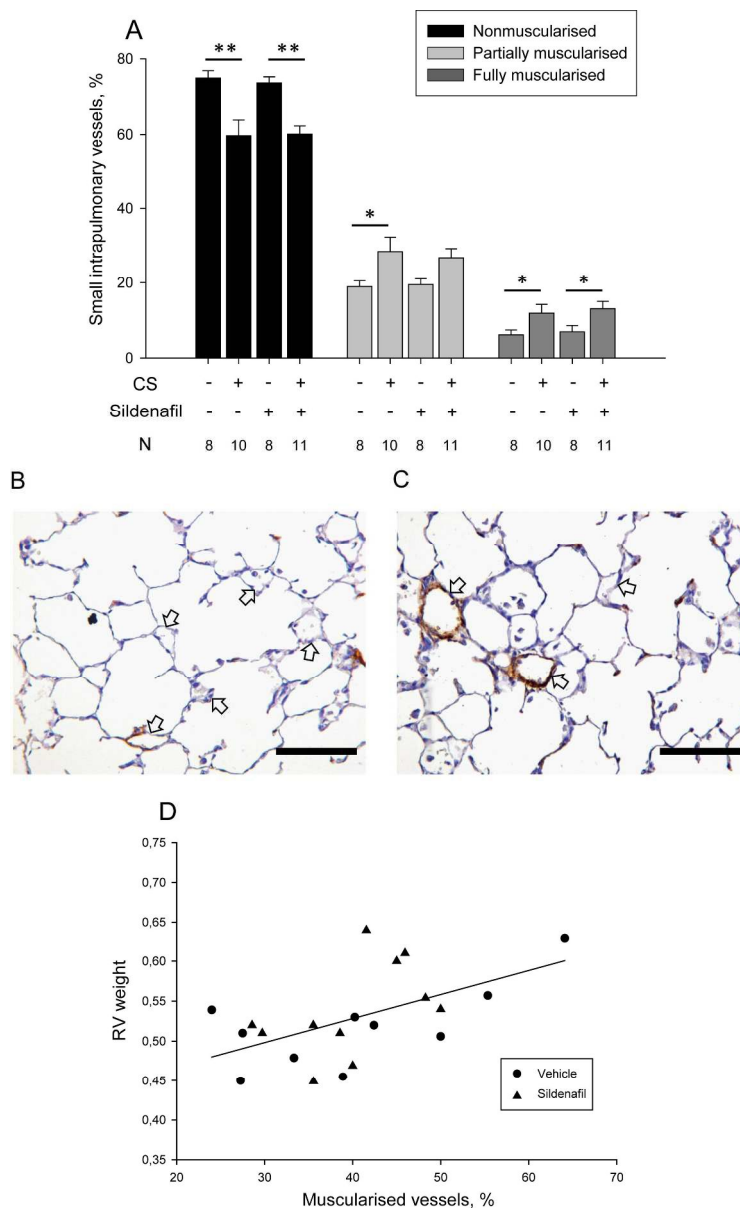 A
Nonmuscularised
Partially muscularised
Fully muscularised
Small intrapulmonary vessels, %
80
60
40
20
0
** ** * * *
CS - + - + - + - + - + - +
Sildenafil - - + + - - + + - - + +
N 8 10 8 11 8 10 8 11 8 10 8 11
B C
D
RV weight
0,75
0,70
0,65
0,60
0,55
0,50
0,45
0,40
0,35
Vehicle
Sildenafil
20 30 40 50 60 70
Muscularised vessels, %